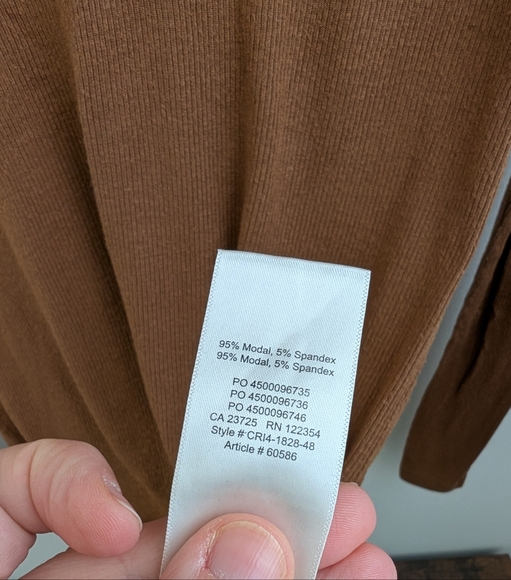 95% Modal, 5% Spandex
95% Modal, 5% Spandex
PO 4500096735
PO 4500096736
PO 4500096746
CA 23725 RN 122354
Style # CRI4-1828-48
Article # 60586